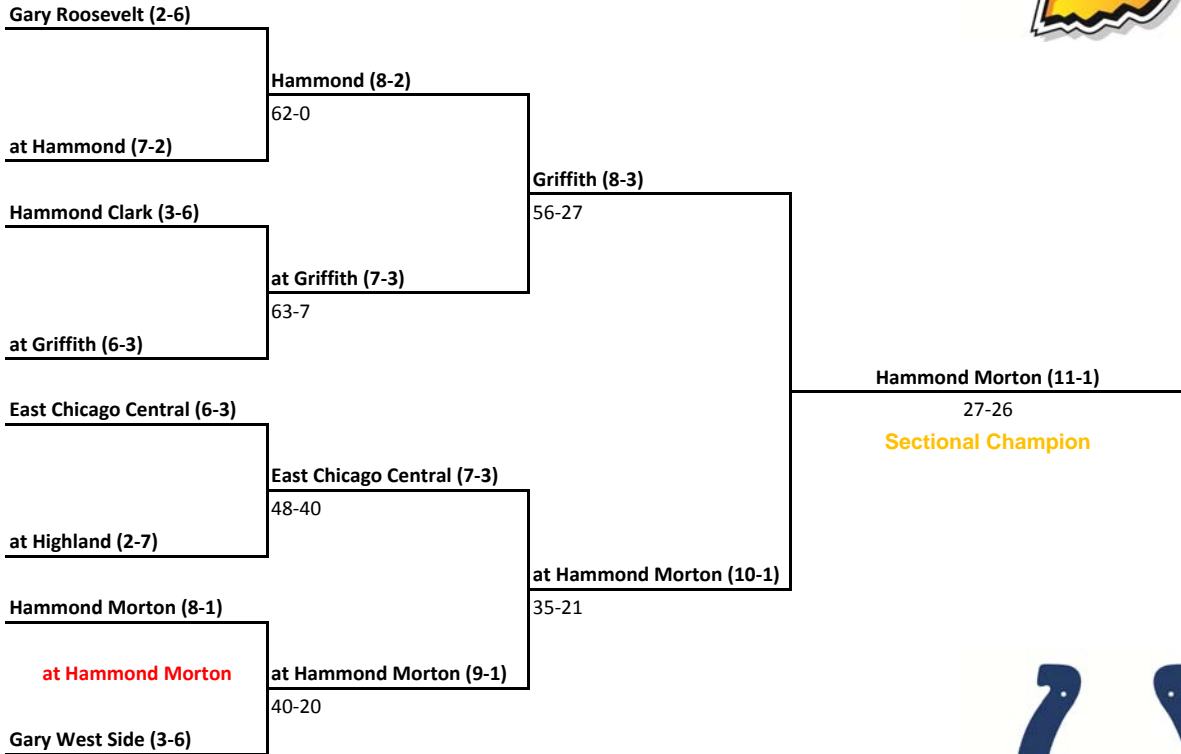 Gary Roosevelt (2-6)
Hammond (8-2)
62-0
at Hammond (7-2)
Griffith (8-3)
56-27
Hammond Clark (3-6)
at Griffith (7-3)
63-7
at Griffith (6-3)
Hammond Morton (11-1)
27-26
Sectional Champion
East Chicago Central (6-3)
East Chicago Central (7-3)
48-40
at Highland (2-7)
at Hammond Morton (10-1)
35-21
Hammond Morton (8-1)
at Hammond Morton
at Hammond Morton (9-1)
40-20
Gary West Side (3-6)